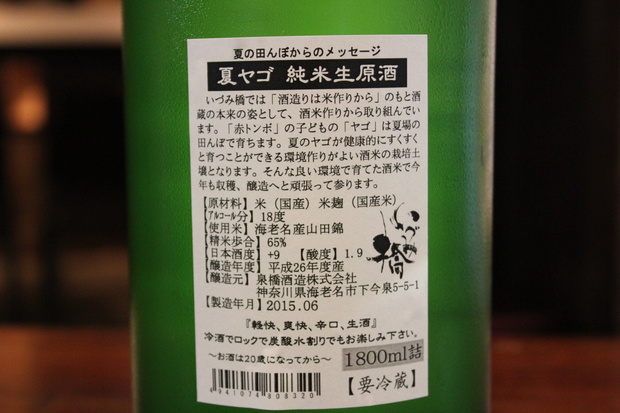 夏の田んぼからのメッセージ
夏ヤゴ 純米生原酒
いづみ橋では「酒造りは米作りから」のもと酒
蔵の本来の姿として、酒米作りから取り組んでい
ます。「赤トンボ」の子どもの「ヤゴ」は夏場の
田んぼで育ちます。夏のヤゴが健康的にすくすく
と育つことができる環境作りがよい酒米の栽培土
壌となります。そんな良い環境で育てた酒米で今
年も収穫、醸造へと頑張って参ります。
【原材料】 米（国産）米麹（国産米）
【アルコール分】 18度
【使用米】 海老名産山田錦
【精米歩合】 65%
【日本酒度】 +9 【酸度】 1.9
【醸造年度】 平成26年度産
【醸造元】 泉橋酒造株式会社
神奈川県海老名市下今泉5-5-1
【製造年月】 2015.06
いづみ橋
『軽快、爽快、辛口、生酒』
冷酒でロックで炭酸水割りでもお楽しみ下さい。
～お酒は20歳になってから～
1800ml詰
【要冷蔵】
4941074808320